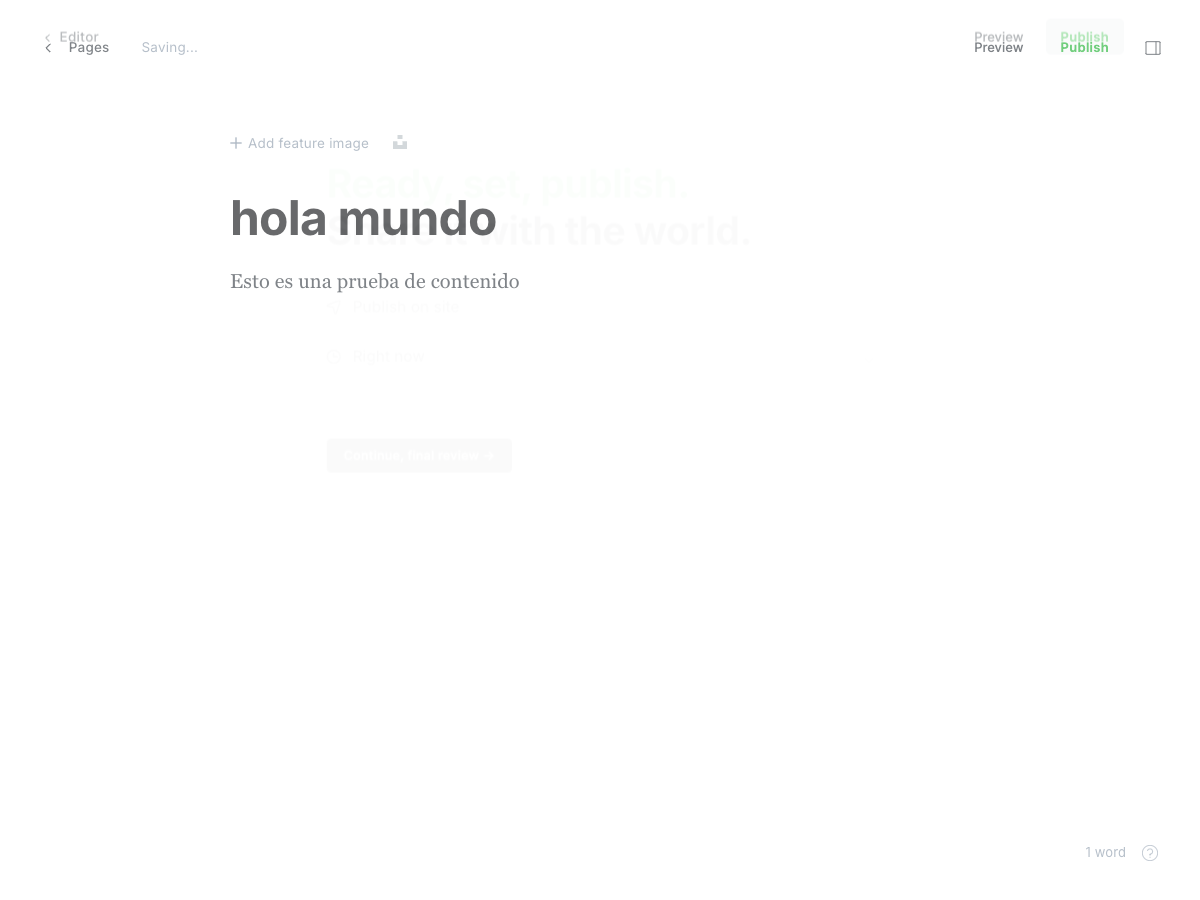 Editor
Pages Saving...
Preview Publish
Preview Publish
Add feature image
Ready, set, publish.
Share it with the world.
hola mundo
Esto es una prueba de contenido
Publish on site
Right now
Continue, final review →
1 word